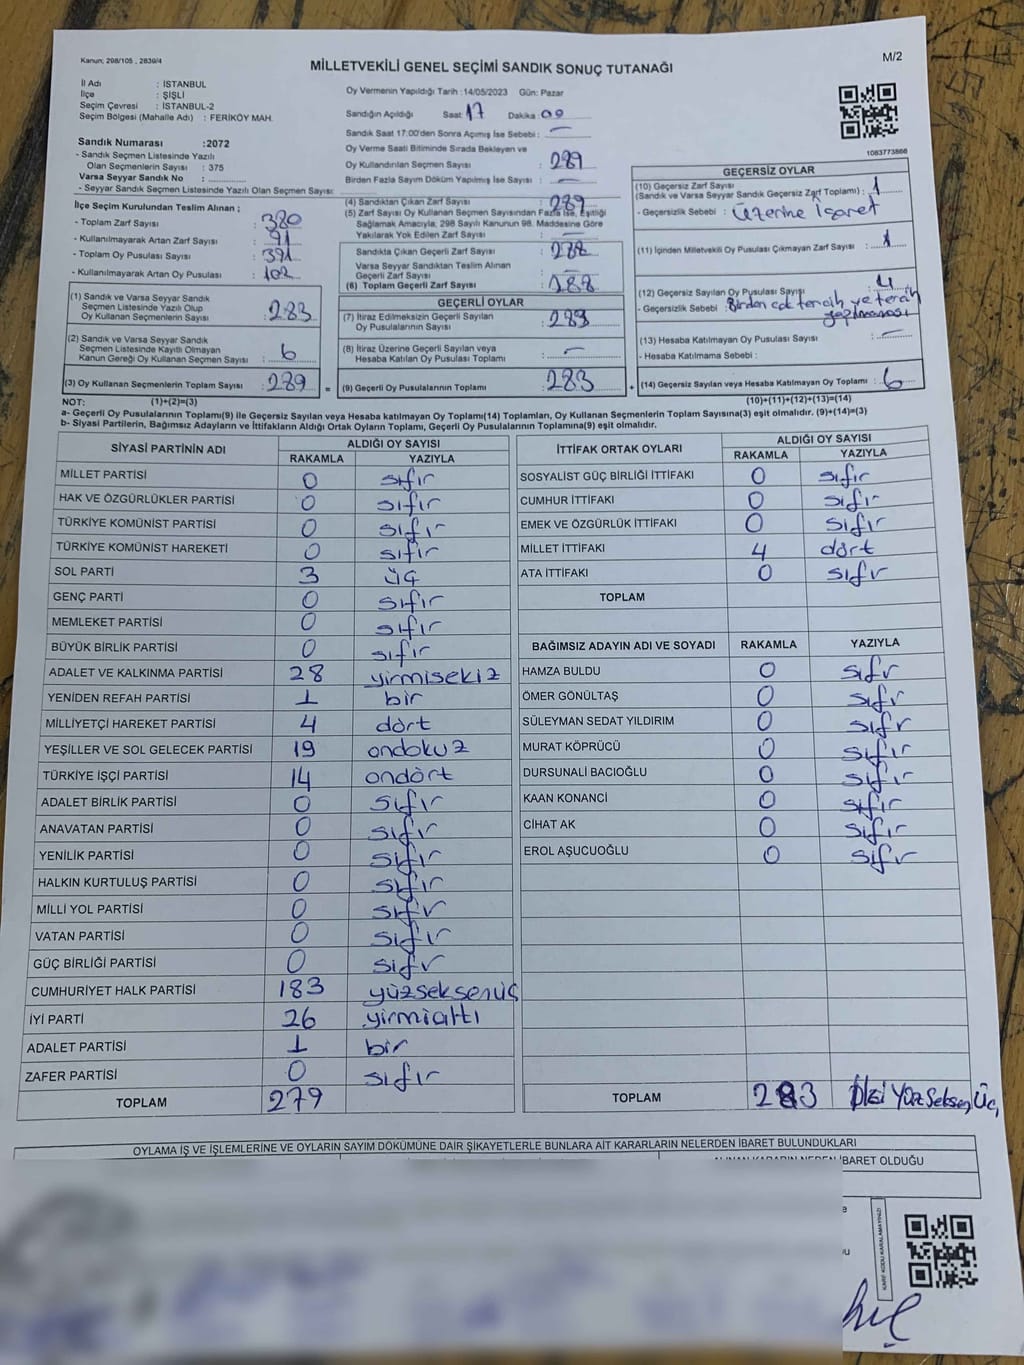 Kanun: 298/105 , 2839/4
M/2
MİLLETVEKİLİ GENEL SEÇİMİ SANDIK SONUÇ TUTANAĞI
İl Adı : İSTANBUL
İlçe : ŞİŞLİ
Seçim Çevresi : İSTANBUL-2
Seçim Bölgesi (Mahalle Adı) : FERİKÖY MAH.
Sandık Numarası :2072
- Sandık Seçmen Listesinde Yazılı
Olan Seçmenlerin Sayısı : 375
Varsa Seyyar Sandık No :
- Seyyar Sandık Seçmen Listesinde Yazılı Olan Seçmen Sayısı:
Oy Vermenin Yapıldığı Tarih :14/05/2023 Gün: Pazar
Sandığın Açıldığı Saat 17 Dakika 00
Sandık Saat 17:00'den Sonra Açımış İse Sebebi : —
Oy Verme Saati Bitiminde Sırada Bekleyen ve
Oy Kullandırılan Seçmen Sayısı : 289
Birden Fazla Sayım Döküm Yapılmış İse Sayısı : —
1083773866
İlçe Seçim Kurulundan Teslim Alınan ;
- Toplam Zarf Sayısı : 380
- Kullanılmayarak Artan Zarf Sayısı : 91
- Toplam Oy Pusulası Sayısı : 391
- Kullanılmayarak Artan Oy Pusulası : 102
(1) Sandık ve Varsa Seyyar Sandık
Seçmen Listesinde Yazılı Olup
Oy Kullanan Seçmenlerin Sayısı : 283
(2) Sandık ve Varsa Seyyar Sandık
Seçmen Listesinde Kayıtlı Olmayan
Kanun Gereği Oy Kullanan Seçmen Sayısı : 6
(3) Oy Kullanan Seçmenlerin Toplam Sayısı : 289 =
(4) Sandıktan Çıkan Zarf Sayısı : 289
(5) Zarf Sayısı Oy Kullanan Seçmen Sayısından Fazla İse, Eşitliği
Sağlamak Amacıyla, 298 Sayılı Kanunun 98. Maddesine Göre
Yakılarak Yok Edilen Zarf Sayısı : —
Sandıkta Çıkan Geçerli Zarf Sayısı : 288
Varsa Seyyar Sandıktan Teslim Alınan
Geçerli Zarf Sayısı : —
(6) Toplam Geçerli Zarf Sayısı : 288
GEÇERLİ OYLAR
(7) İtiraz Edilmeksizin Geçerli Sayılan
Oy Pusulalarının Sayısı : 283
(8) İtiraz Üzerine Geçerli Sayılan veya
Hesaba Katılan Oy Pusulası Toplamı : —
(9) Geçerli Oy Pusulalarının Toplamı : 283 +
GEÇERSİZ OYLAR
(10) Geçersiz Zarf Sayısı
(Sandık ve Varsa Seyyar Sandık Geçersiz Zarf Toplamı) : 1
- Geçersizlik Sebebi : Üzerine İşaret
(11) İçinden Milletvekili Oy Pusulası Çıkmayan Zarf Sayısı : 1
(12) Geçersiz Sayılan Oy Pusulası Sayısı : 4
- Geçersizlik Sebebi : Birden çok tercih ve tercih
yapılmaması
(13) Hesaba Katılmayan Oy Pusulası Sayısı : —
- Hesaba Katılmama Sebebi :
(14) Geçersiz Sayılan veya Hesaba Katılmayan Oy Toplamı : 6
NOT: (1)+(2)=(3)
(10)+(11)+(12)+(13)=(14)
a- Geçerli Oy Pusulalarının Toplamı(9) ile Geçersiz Sayılan veya Hesaba katılmayan Oy Toplamı(14) Toplamları, Oy Kullanan Seçmenlerin Toplam Sayısına(3) eşit olmalıdır. (9)+(14)=(3)
b- Siyasi Partilerin, Bağımsız Adayların ve İttifakların Aldığı Ortak Oyların Toplamı, Geçerli Oy Pusulalarının Toplamına(9) eşit olmalıdır.
SİYASİ PARTİNİN ADI ALDIĞI OY SAYISI
RAKAMLA YAZIYLA
MİLLET PARTİSİ 0 sıfır
HAK VE ÖZGÜRLÜKLER PARTİSİ 0 sıfır
TÜRKİYE KOMÜNİST PARTİSİ 0 sıfır
TÜRKİYE KOMÜNİST HAREKETİ 0 sıfır
SOL PARTİ 3 üç
GENÇ PARTİ 0 sıfır
MEMLEKET PARTİSİ 0 sıfır
BÜYÜK BİRLİK PARTİSİ 0 sıfır
ADALET VE KALKINMA PARTİSİ 28 yirmisekiz
YENİDEN REFAH PARTİSİ 1 bir
MİLLİYETÇİ HAREKET PARTİSİ 4 dört
YEŞİLLER VE SOL GELECEK PARTİSİ 19 ondokuz
TÜRKİYE İŞÇİ PARTİSİ 14 ondört
ADALET BİRLİK PARTİSİ 0 sıfır
ANAVATAN PARTİSİ 0 sıfır
YENİLİK PARTİSİ 0 sıfır
HALKIN KURTULUŞ PARTİSİ 0 sıfır
MİLLİ YOL PARTİSİ 0 sıfır
VATAN PARTİSİ 0 sıfır
GÜÇ BİRLİĞİ PARTİSİ 0 sıfır
CUMHURİYET HALK PARTİSİ 183 yüzseksenüç
İYİ PARTİ 26 yirmialtı
ADALET PARTİSİ 1 bir
ZAFER PARTİSİ 0 sıfır
TOPLAM 279
İTTİFAK ORTAK OYLARI ALDIĞI OY SAYISI
RAKAMLA YAZIYLA
SOSYALİST GÜÇ BİRLİĞİ İTTİFAKI 0 sıfır
CUMHUR İTTİFAKI 0 sıfır
EMEK VE ÖZGÜRLÜK İTTİFAKI 0 sıfır
MİLLET İTTİFAKI 4 dört
ATA İTTİFAKI 0 sıfır
TOPLAM
BAĞIMSIZ ADAYIN ADI VE SOYADI RAKAMLA YAZIYLA
HAMZA BULDU 0 sıfır
ÖMER GÖNÜLTAŞ 0 sıfır
SÜLEYMAN SEDAT YILDIRIM 0 sıfır
MURAT KÖPRÜCÜ 0 sıfır
DURSUNALİ BACIOĞLU 0 sıfır
KAAN KONANCİ 0 sıfır
CİHAT AK 0 sıfır
EROL AŞUCUOĞLU 0 sıfır
TOPLAM 283 İki Yüz Seksen Üç
OYLAMA İŞ VE İŞLEMLERİNE VE OYLARIN SAYIM DÖKÜMÜNE DAİR ŞİKAYETLERLE BUNLARA AİT KARARLARIN NELERDEN İBARET BULUNDUKLARI
ALINAN KARARIN NEDEN İBARET OLDUĞU
KARE KODU KARALAMAYINIZ!